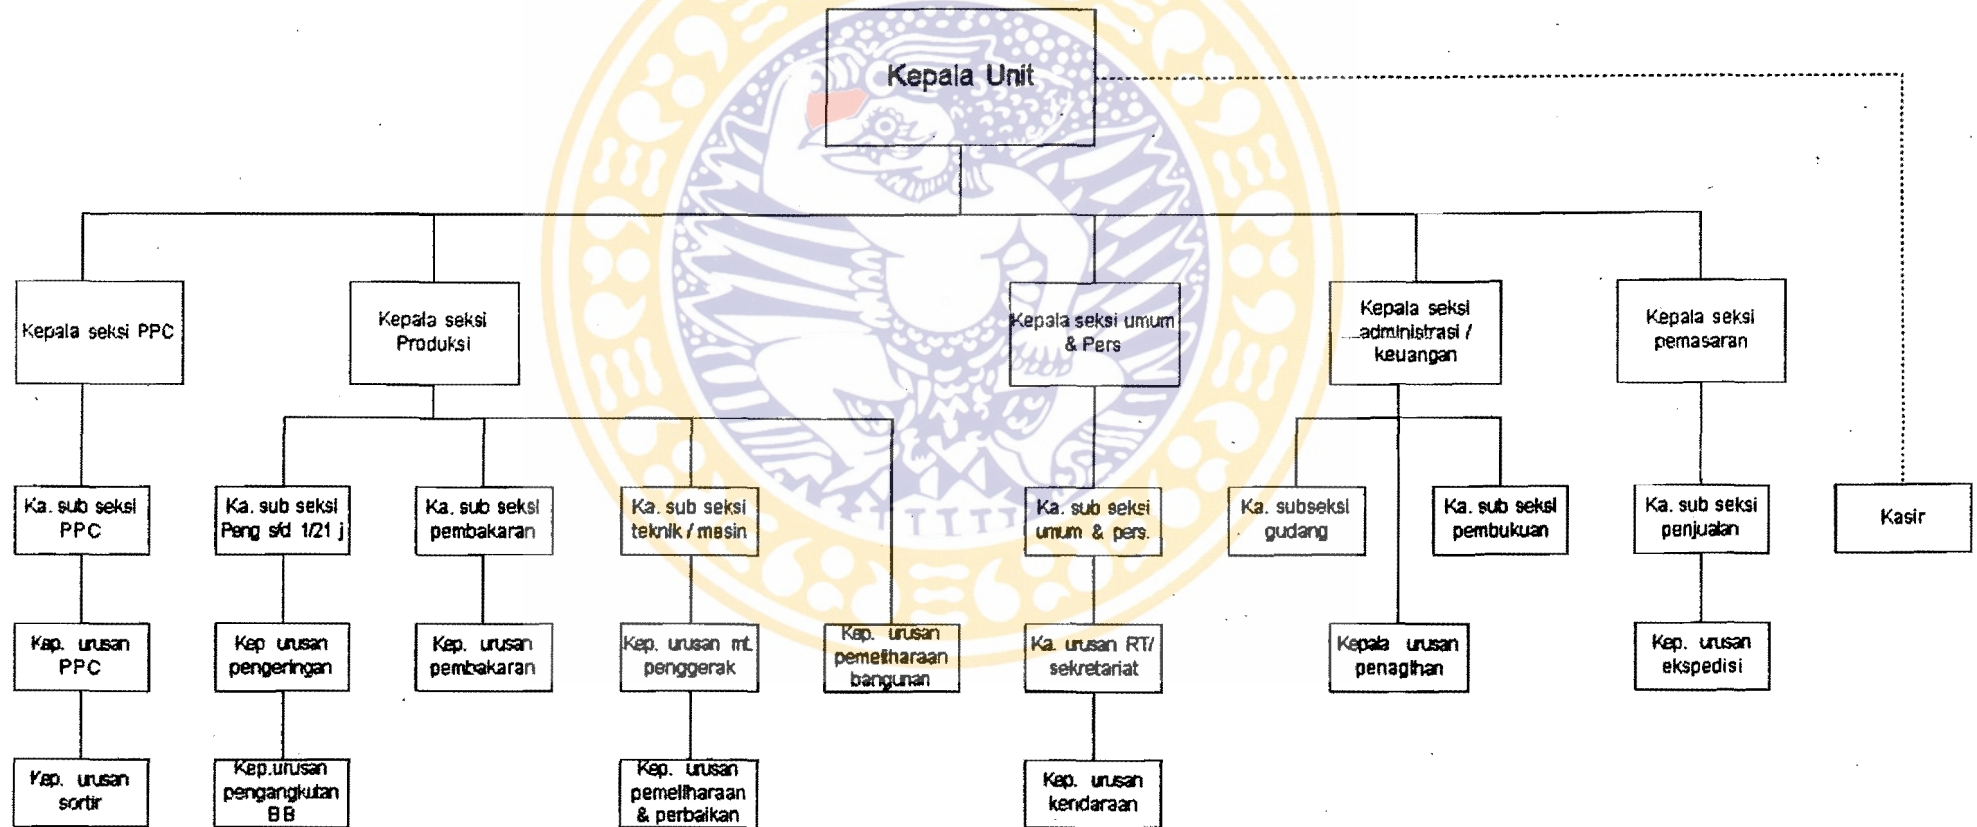 Kepala Unit
Kepala seksi PPC
Kepala seksi
Produksi
Kepala seksi umum
& Pers
Kepala seksi
administrasi /
keuangan
Kepala seksi
pemasaran
Ka. sub seksi
PPC
Ka. sub seksi
Peng s/d 1/21 j
Ka. sub seksi
pembakaran
Ka. sub seksi
teknik / mesin
Ka. sub seksi
umum & pers.
Ka. subseksi
gudang
Ka. sub seksi
pembukuan
Ka. sub seksi
penjualan
Kasir
Kep. urusan
PPC
Kep urusan
pengeringan
Kep. urusan
pembakaran
Kep. urusan mt.
penggerak
Kep. urusan
pemeliharaan
bangunan
Ka. urusan RT/
sekretariat
Kepala urusan
penagihan
Kep. urusan
ekspedisi
Kep. urusan
sortir
Kep.urusan
pengangkutan
BB
Kep. urusan
pemeliharaan
& perbaikan
Kep. urusan
kendaraan